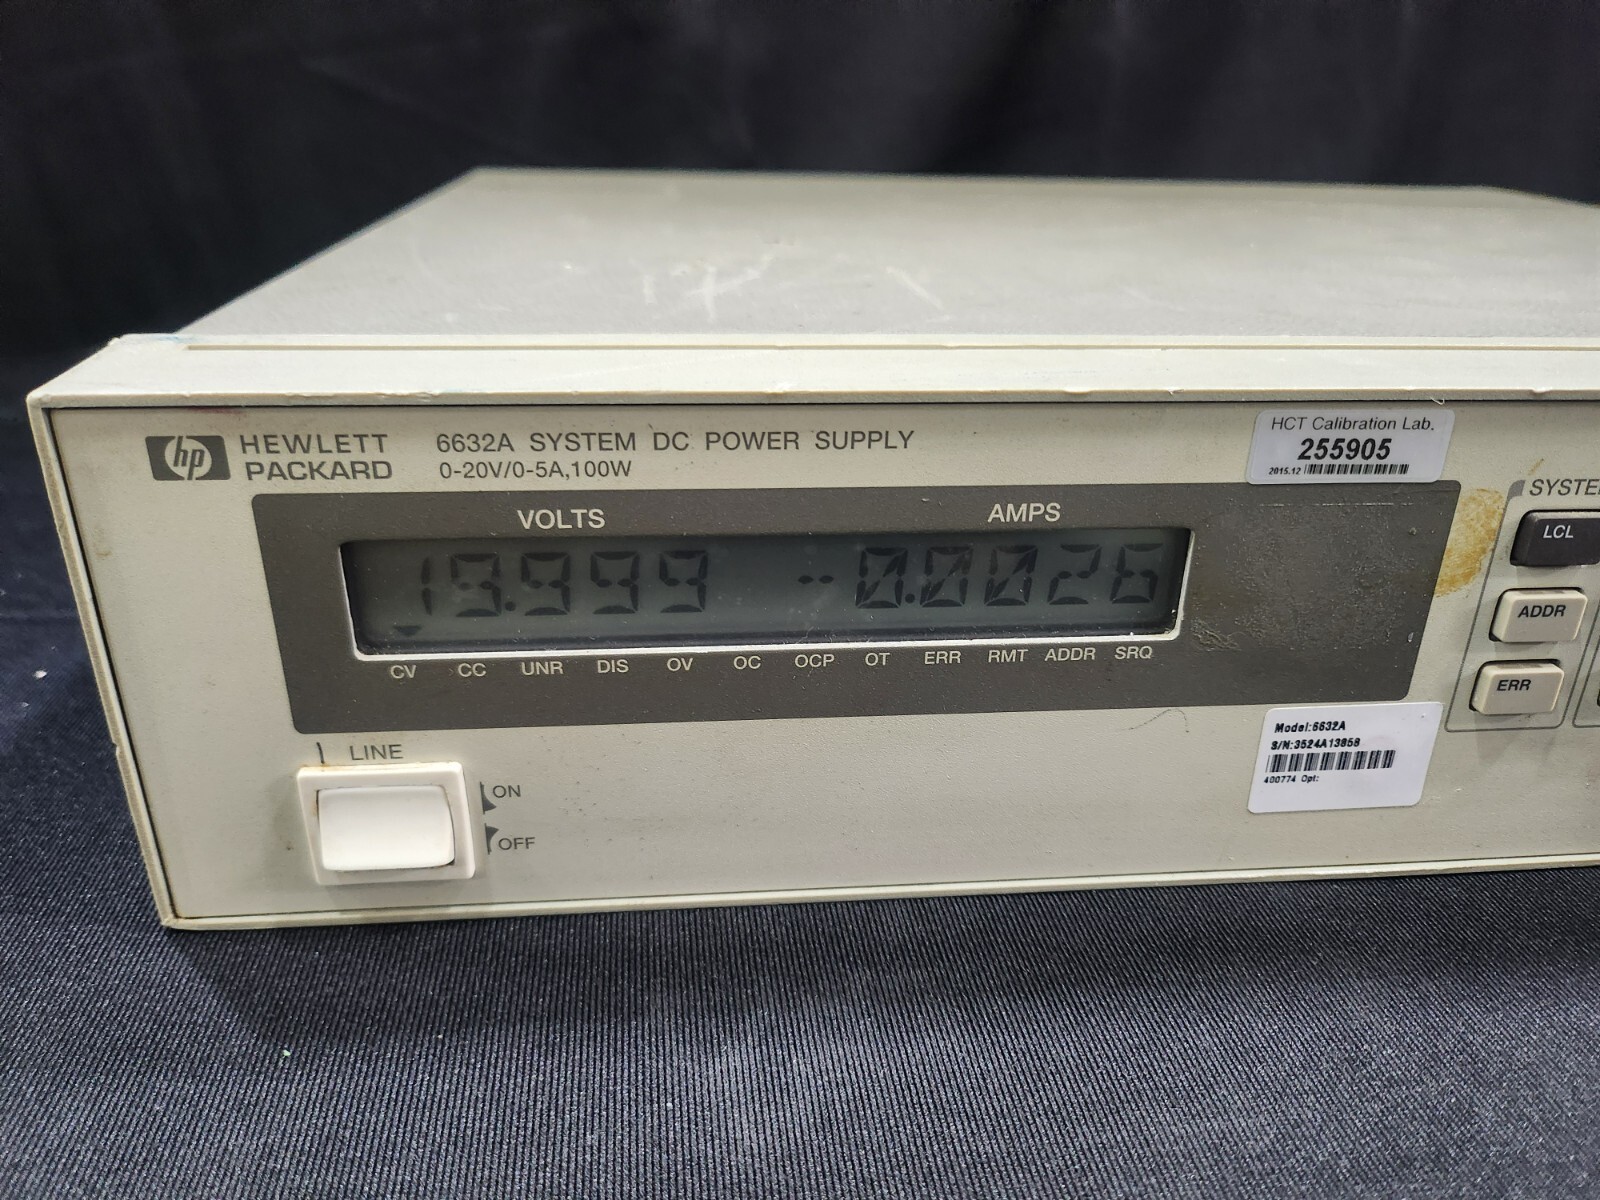 hp HEWLETT PACKARD
6632A SYSTEM DC POWER SUPPLY
0-20V/0-5A,100W
HCT Calibration Lab.
255905
2015.12
VOLTS AMPS
19.999 -0.0026
CV CC UNR DIS OV OC OCP OT ERR RMT ADDR SRQ
LINE
ON
OFF
LCL
ADDR
ERR
Model:6632A
S/N:3524A13858
400774 Opt: